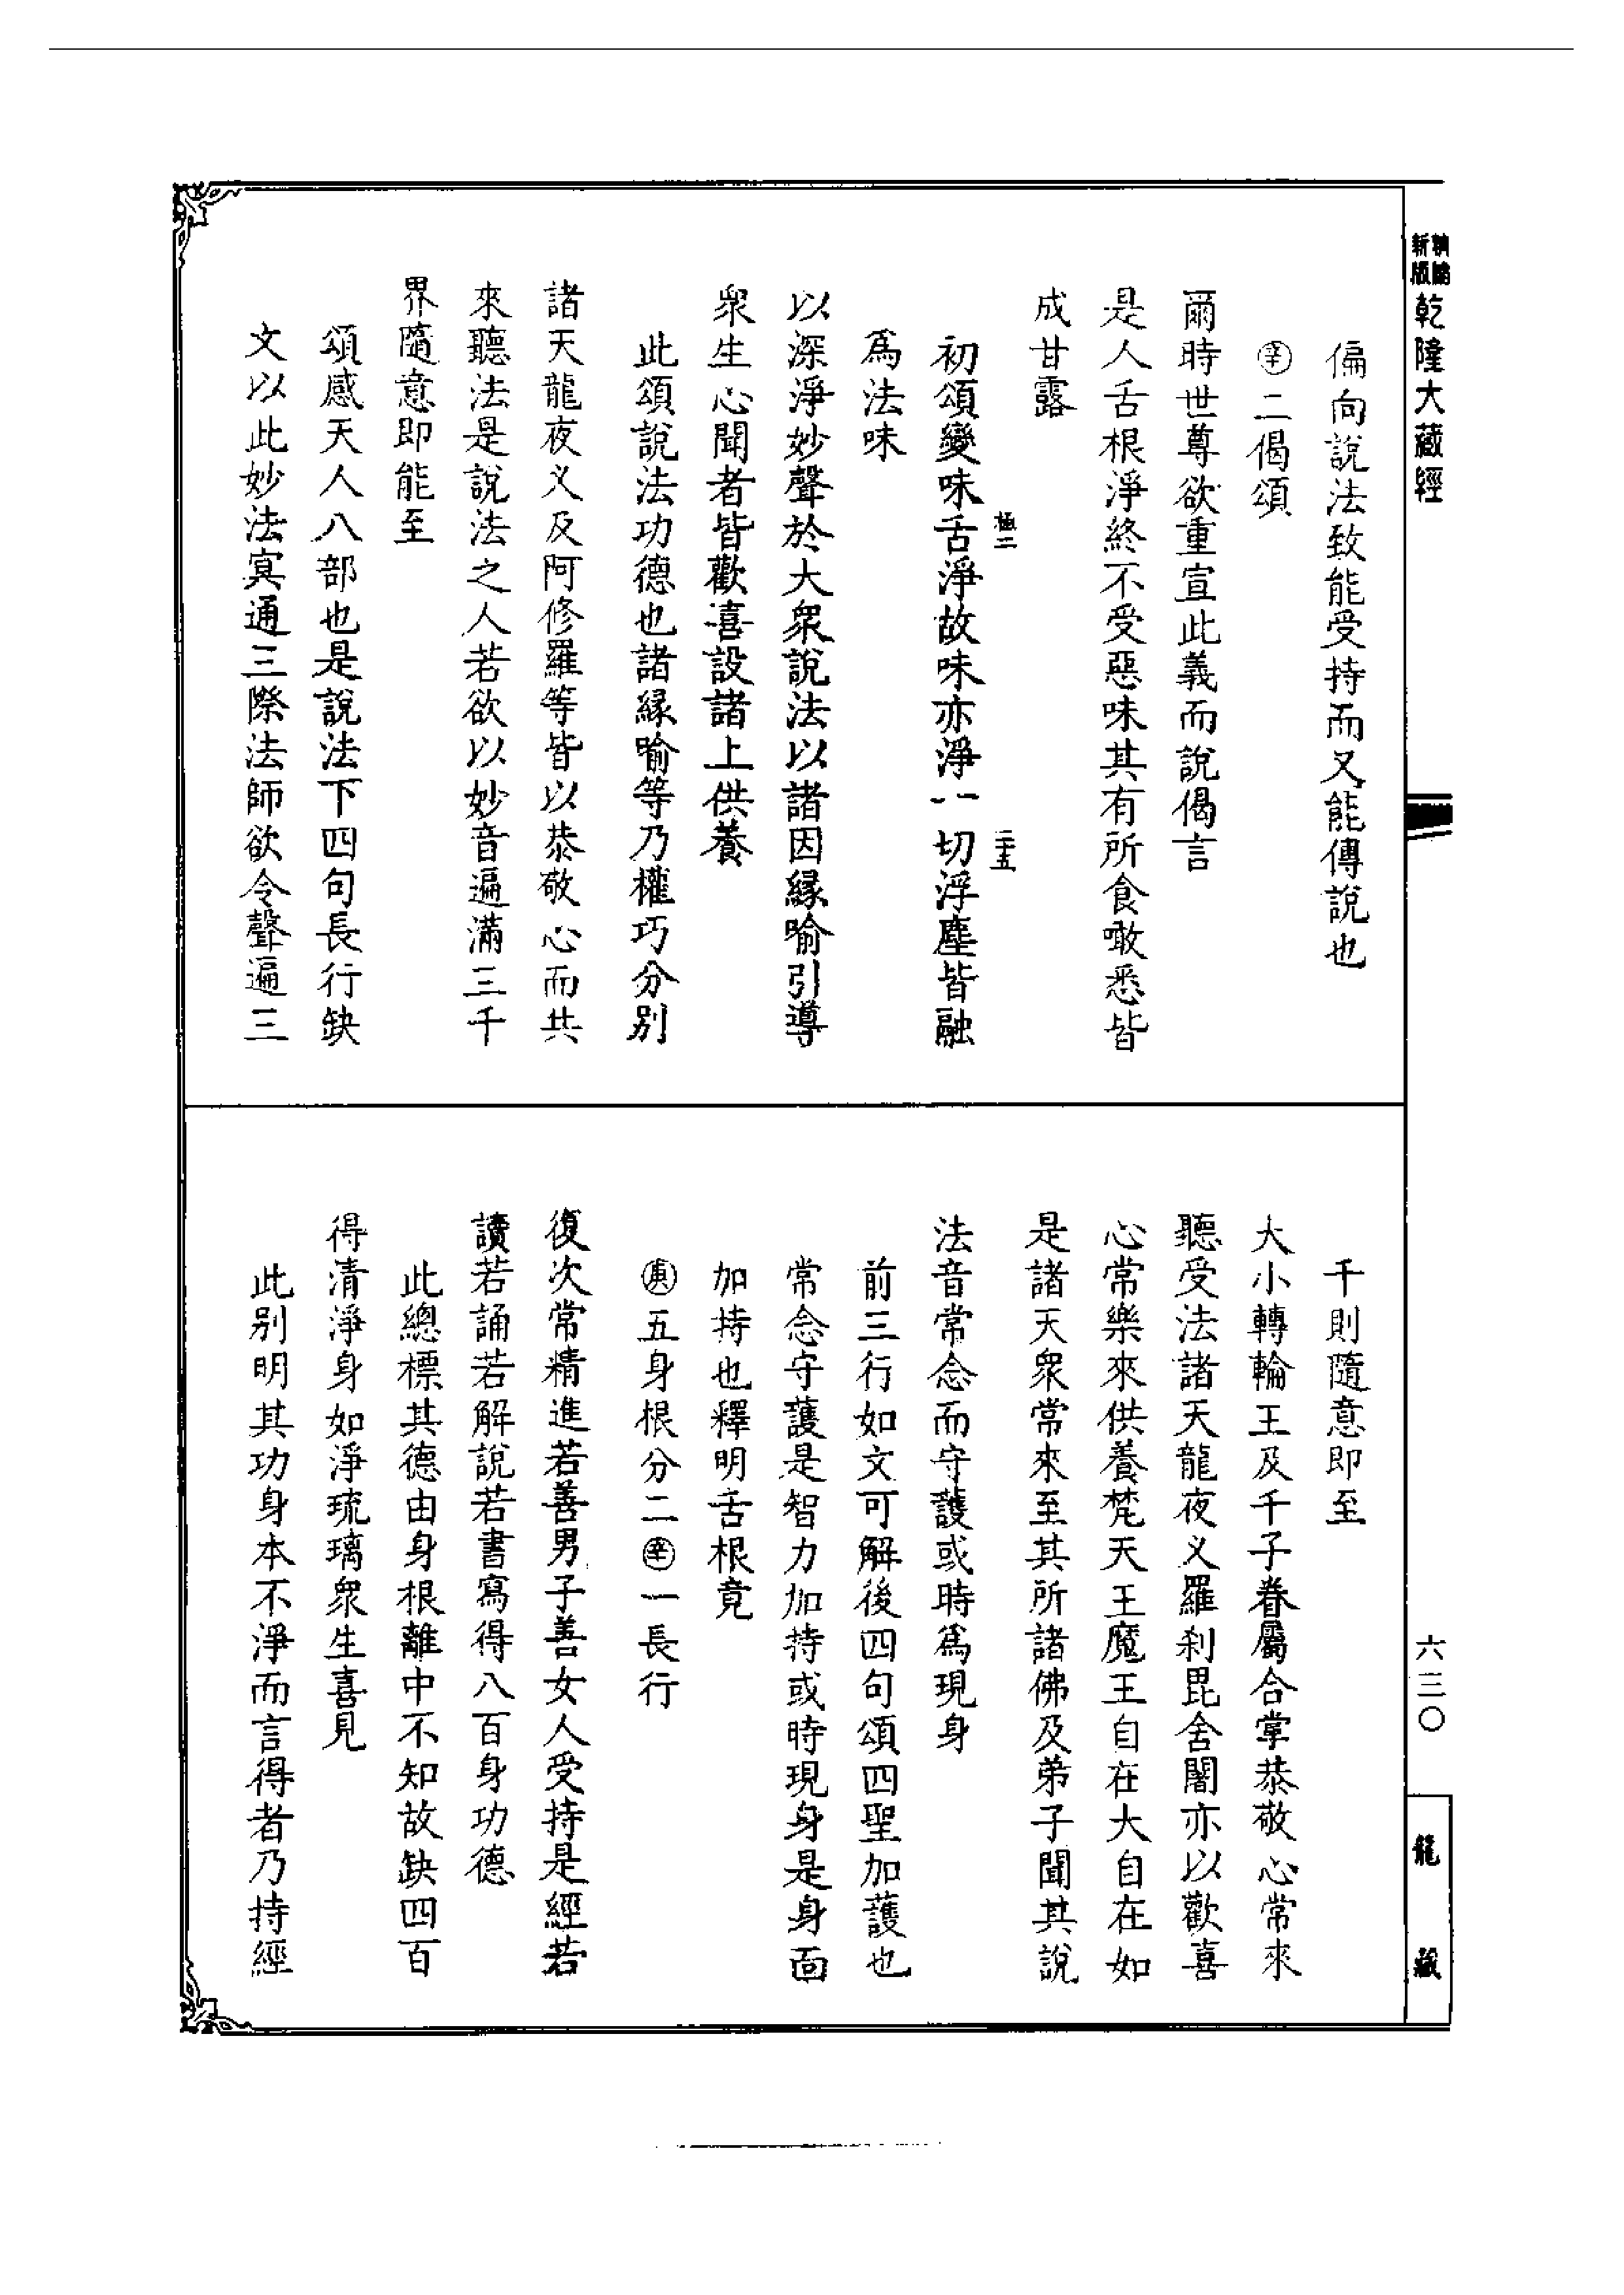 新版
乾隆大藏經
偏向說法致能受持而又能傳說也
㊛二偈頌
爾時世尊欲重宣此義而說偈言
是人舌根淨終不受惡味其有所食噉悉皆
成甘露
初頌變味舌淨故味亦淨一切浮塵皆融
爲法味
以深淨妙聲於大衆說法以諸因緣喻引導
衆生心聞者皆歡喜設諸上供養
此頌說法功德也諸緣喻等乃權巧分別
諸天龍夜义及阿修羅等皆以恭敬心而共
來聽法是說法之人若欲以妙音遍滿三千
界隨意即能至
頌感天人八部也是說法下四句長行缺
文以此妙法冥通三際法師欲令聲遍三
千則隨意即至
大小轉輪王及千子眷屬合掌恭敬心常來
聽受法諸天龍夜义羅刹毘舍闍亦以歡喜
心常樂來供養梵天王魔王自在大自在如
是諸天衆常來至其所諸佛及弟子聞其說
法音常念而守護或時爲現身
前三行如文可解後四句頌四聖加護也
常念守護是智力加持或時現身是身面
加持也釋明舌根竟
庚五身根分二辛一長行
復次常精進若善男子善女人受持是經若
讀若誦若解說若書寫得八百身功德
此總標其德由身根離中不知故缺四百
得清淨身如淨琉璃衆生喜見
此別明其功身本不淨而言得者乃持經
六三〇
龍藏